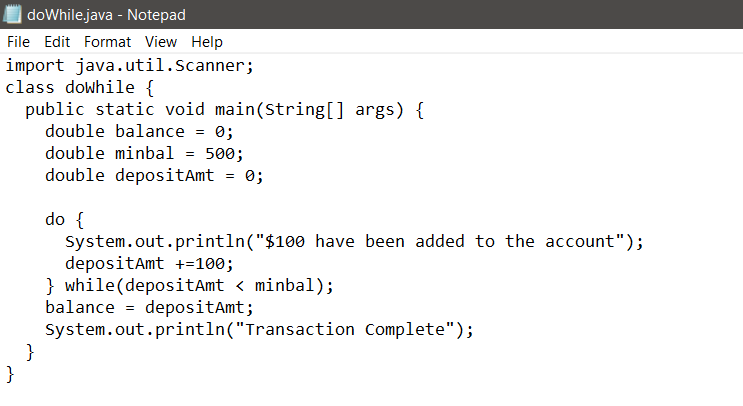 doWhile.java - Notepad
File Edit Format View Help
import java.util.Scanner;
class doWhile {
  public static void main(String[] args) {
    double balance = 0;
    double minbal = 500;
    double depositAmt = 0;

    do {
      System.out.println("$100 have been added to the account");
      depositAmt +=100;
    } while(depositAmt < minbal);
    balance = depositAmt;
    System.out.println("Transaction Complete");
  }
}